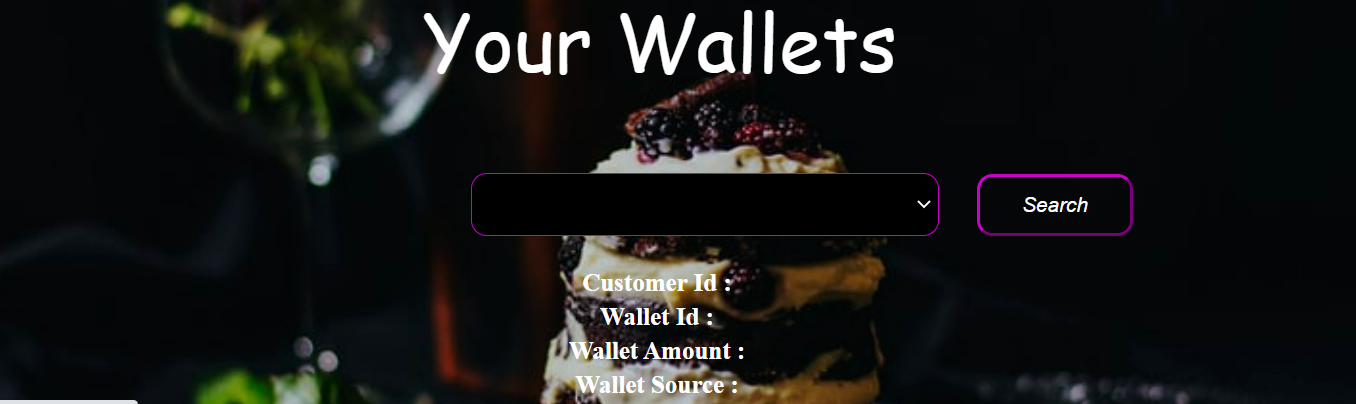 Your Wallets
Search
Customer Id :
Wallet Id :
Wallet Amount :
Wallet Source :